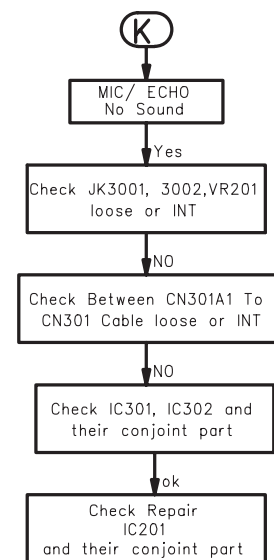 K
MIC/ ECHO
No Sound
Yes
Check JK3001, 3002,VR201
loose or INT
NO
Check Between CN301A1 To
CN301 Cable loose or INT
NO
Check IC301, IC302 and
their conjoint part
ok
Check Repair
IC201
and their conjoint part